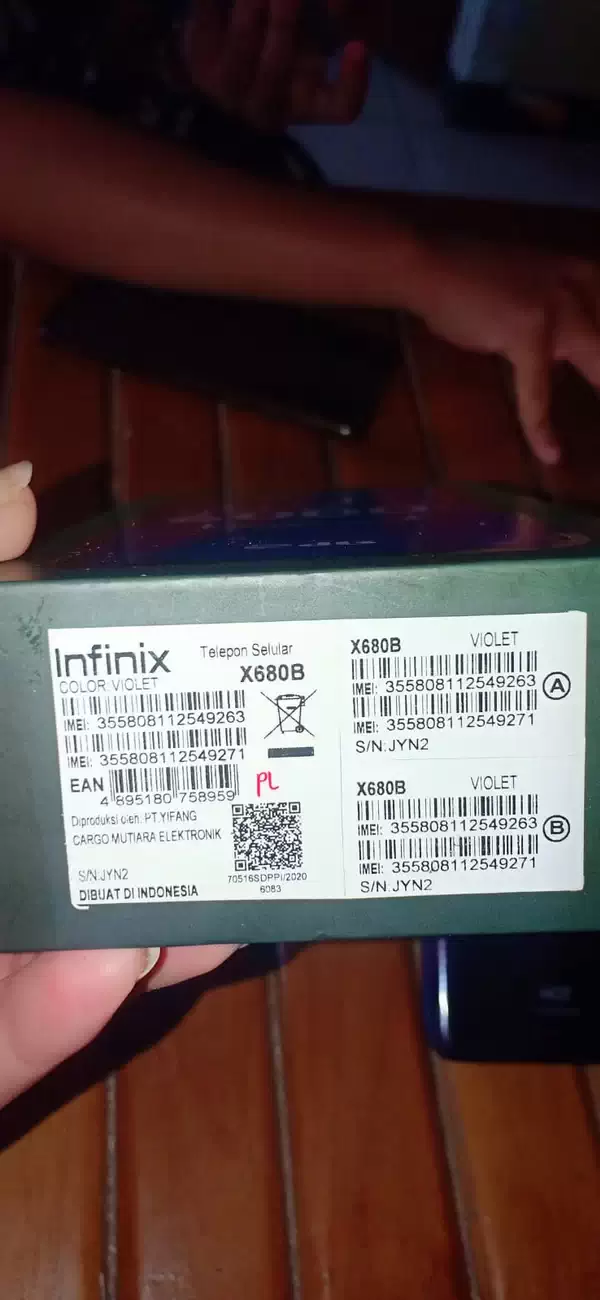 Infinix
Telepon Selular
COLOR:VIOLET
X680B
IMEI: 355808112549263
IMEI: 355808112549271
EAN
4 895180 758959
PL
Diproduksi oleh: PT.YIFANG
CARGO MUTIARA ELEKTRONIK
S/N:JYN2
70516SDPPI/2020
6083
DIBUAT DI INDONESIA
X680B VIOLET
IMEI: 355808112549263
A
IMEI: 355808112549271
S/N:JYN2
X680B VIOLET
IMEI: 355808112549263
B
IMEI: 355808112549271
S/N:JYN2